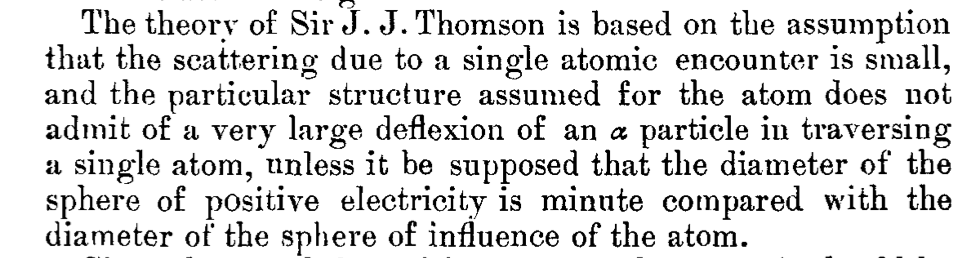 The theory of Sir J. J. Thomson is based on the assumption
that the scattering due to a single atomic encounter is small,
and the particular structure assumed for the atom does not
admit of a very large deflexion of an α particle in traversing
a single atom, unless it be supposed that the diameter of the
sphere of positive electricity is minute compared with the
diameter of the sphere of influence of the atom.